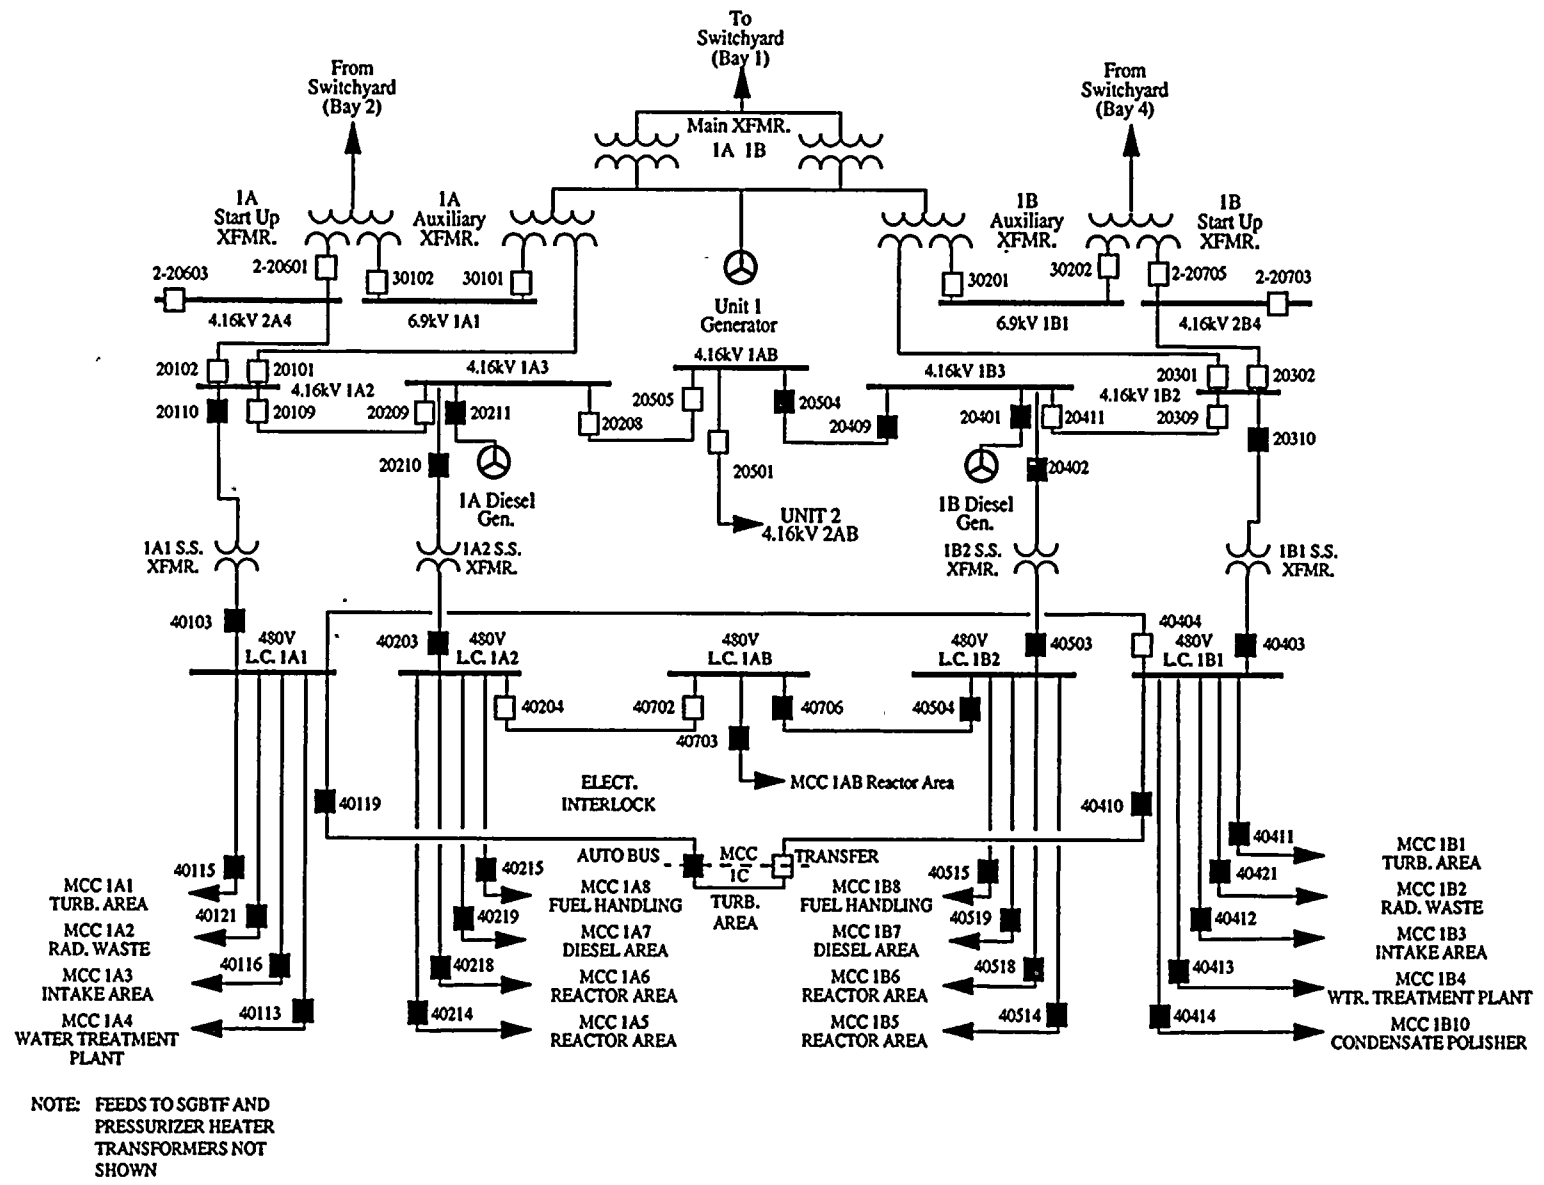 To
Switchyard
(Bay 1)
From
Switchyard
(Bay 2)
From
Switchyard
(Bay 4)
Main XFMR.
1A 1B
1A
Start Up
XFMR.
1A
Auxiliary
XFMR.
1B
Auxiliary
XFMR.
1B
Start Up
XFMR.
2-20603
2-20601
30102
30101
30201
30202
2-20705
2-20703
4.16kV 2A4
6.9kV 1A1
Unit 1
Generator
6.9kV 1B1
4.16kV 2B4
20102
20101
4.16kV 1A3
4.16kV 1AB
4.16kV 1B3
20301
20302
4.16kV 1A2
4.16kV 1B2
20110
20109
20209
20211
20208
20505
20504
20409
20401
20411
20309
20310
20210
20501
20402
1A Diesel
Gen.
UNIT 2
4.16kV 2AB
1B Diesel
Gen.
1A1 S.S.
XFMR.
1A2 S.S.
XFMR.
1B2 S.S.
XFMR.
1B1 S.S.
XFMR.
40103
480V
L.C. 1A1
40203
480V
L.C. 1A2
480V
L.C. 1AB
480V
L.C. 1B2
40503
40404
480V
L.C. 1B1
40403
40204
40702
40706
40504
40703
MCC 1AB Reactor Area
ELECT.
INTERLOCK
40119
40410
40411
AUTO BUS
MCC
1C
TRANSFER
TURB.
AREA
40115
MCC 1A1
TURB. AREA
40121
MCC 1A2
RAD. WASTE
40116
MCC 1A3
INTAKE AREA
40113
MCC 1A4
WATER TREATMENT
PLANT
40215
MCC 1A8
FUEL HANDLING
40219
MCC 1A7
DIESEL AREA
40218
MCC 1A6
REACTOR AREA
40214
MCC 1A5
REACTOR AREA
40515
MCC 1B8
FUEL HANDLING
40519
MCC 1B7
DIESEL AREA
40518
MCC 1B6
REACTOR AREA
40514
MCC 1B5
REACTOR AREA
MCC 1B1
TURB. AREA
40421
MCC 1B2
RAD. WASTE
40412
MCC 1B3
INTAKE AREA
40413
MCC 1B4
WTR. TREATMENT PLANT
40414
MCC 1B10
CONDENSATE POLISHER
NOTE: FEEDS TO SGBTF AND
PRESSURIZER HEATER
TRANSFORMERS NOT
SHOWN